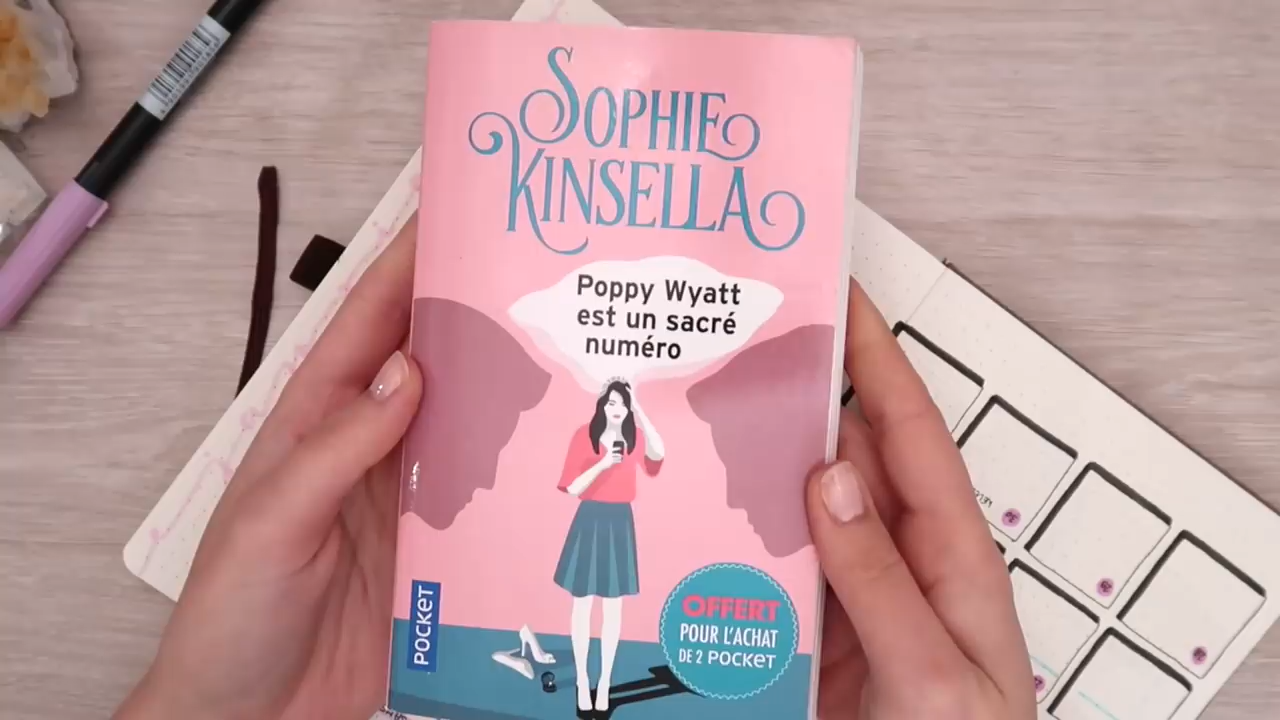 SOPHIE
KINSELLA
Poppy Wyatt
est un sacré
numéro
POCKET
OFFERT
POUR L'ACHAT
DE 2 POCKET